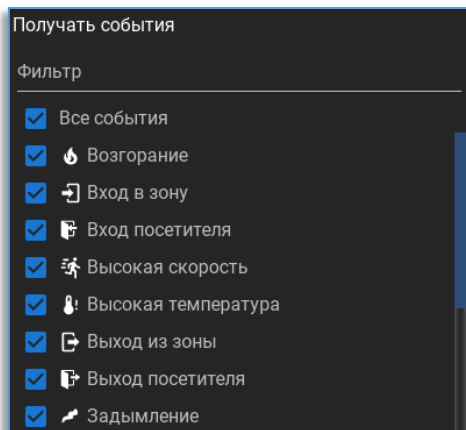 Получать события
Фильтр
Все события
Возгорание
Вход в зону
Вход посетителя
Высокая скорость
Высокая температура
Выход из зоны
Выход посетителя
Задымление